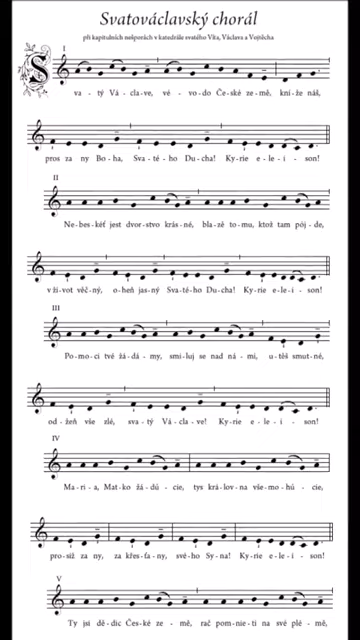 Svatováclavský chorál
při kapitulních nešporách v katedrále svatého Víta, Václava a Vojtěcha
I
Sva - tý Vá - cla - ve, vé - vo - do Če - ské ze - mě, kní - že náš,
pros za ny Bo - ha, Sva - té - ho Du - cha! Ky - rie e - le - i - son!
II
Ne - bes - kéť jest dvor - stvo krás - né, bla - zě to - mu, ktož tam pój - de,
v ži - vot věč - ný, o - heň jas - ný Sva - té - ho Du - cha! Ky - rie e - le - i - son!
III
Po - mo - ci tvé žá - dá - my, smi - luj se nad ná - mi, u - těš smut - né,
od - žeň vše zlé, sva - tý Vá - cla - ve! Ky - rie e - le - i - son!
IV
Ma - ri - a, Mat - ko žá - dú - cie, tys krá - lov - na vše - mo - hú - cie,
pro - siž za ny, za křes - ťa - ny, své - ho Sy - na! Ky - rie e - le - i - son!
V
Ty jsi dě - dic Čes - ké ze - mě, rač pom - nie - ti na své plé - mě,